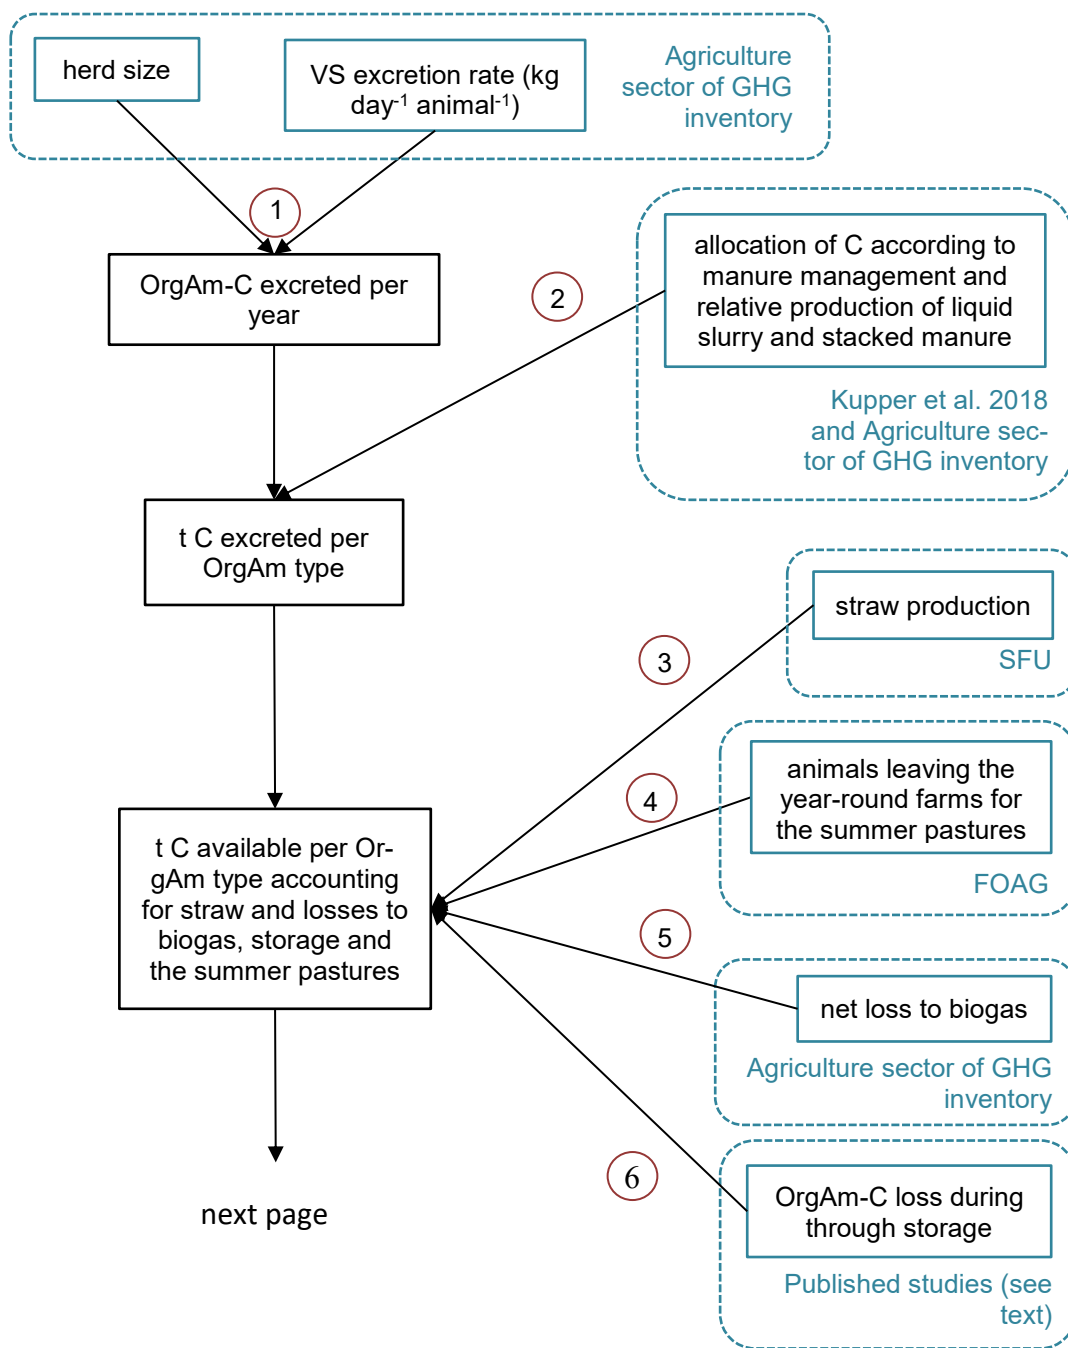 herd size
VS excretion rate (kg
day-1 animal-1)
Agriculture
sector of GHG
inventory
1
OrgAm-C excreted per
year
2
allocation of C according to
manure management and
relative production of liquid
slurry and stacked manure
Kupper et al. 2018
and Agriculture sec-
tor of GHG inventory
t C excreted per
OrgAm type
3
straw production
SFU
4
animals leaving the
year-round farms for
the summer pastures
FOAG
t C available per Or-
gAm type accounting
for straw and losses to
biogas, storage and
the summer pastures
5
net loss to biogas
Agriculture sector of GHG
inventory
6
OrgAm-C loss during
through storage
Published studies (see
text)
next page